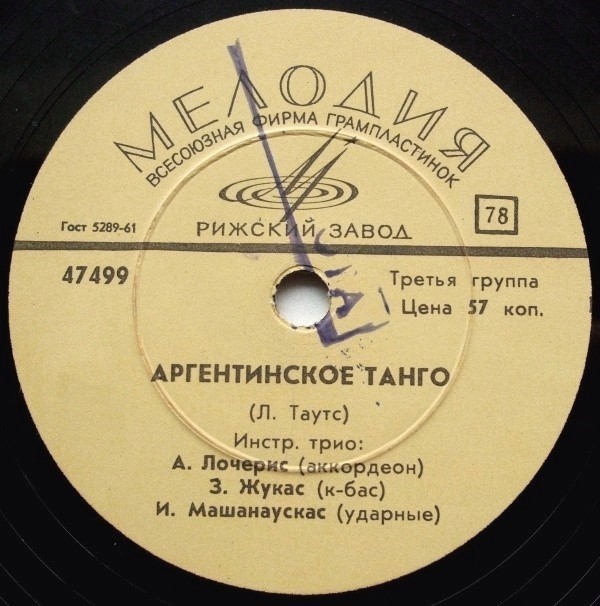 МЕЛОДИЯ
ВСЕСОЮЗНАЯ ФИРМА ГРАМПЛАСТИНОК
Гост 5289-61
РИЖСКИЙ ЗАВОД
78
47499
Третья группа
Цена 57 коп.
АРГЕНТИНСКОЕ ТАНГО
(Л. Таутс)
Инстр. трио:
А. Лочерис (аккордеон)
З. Жукас (к-бас)
И. Машанаускас (ударные)